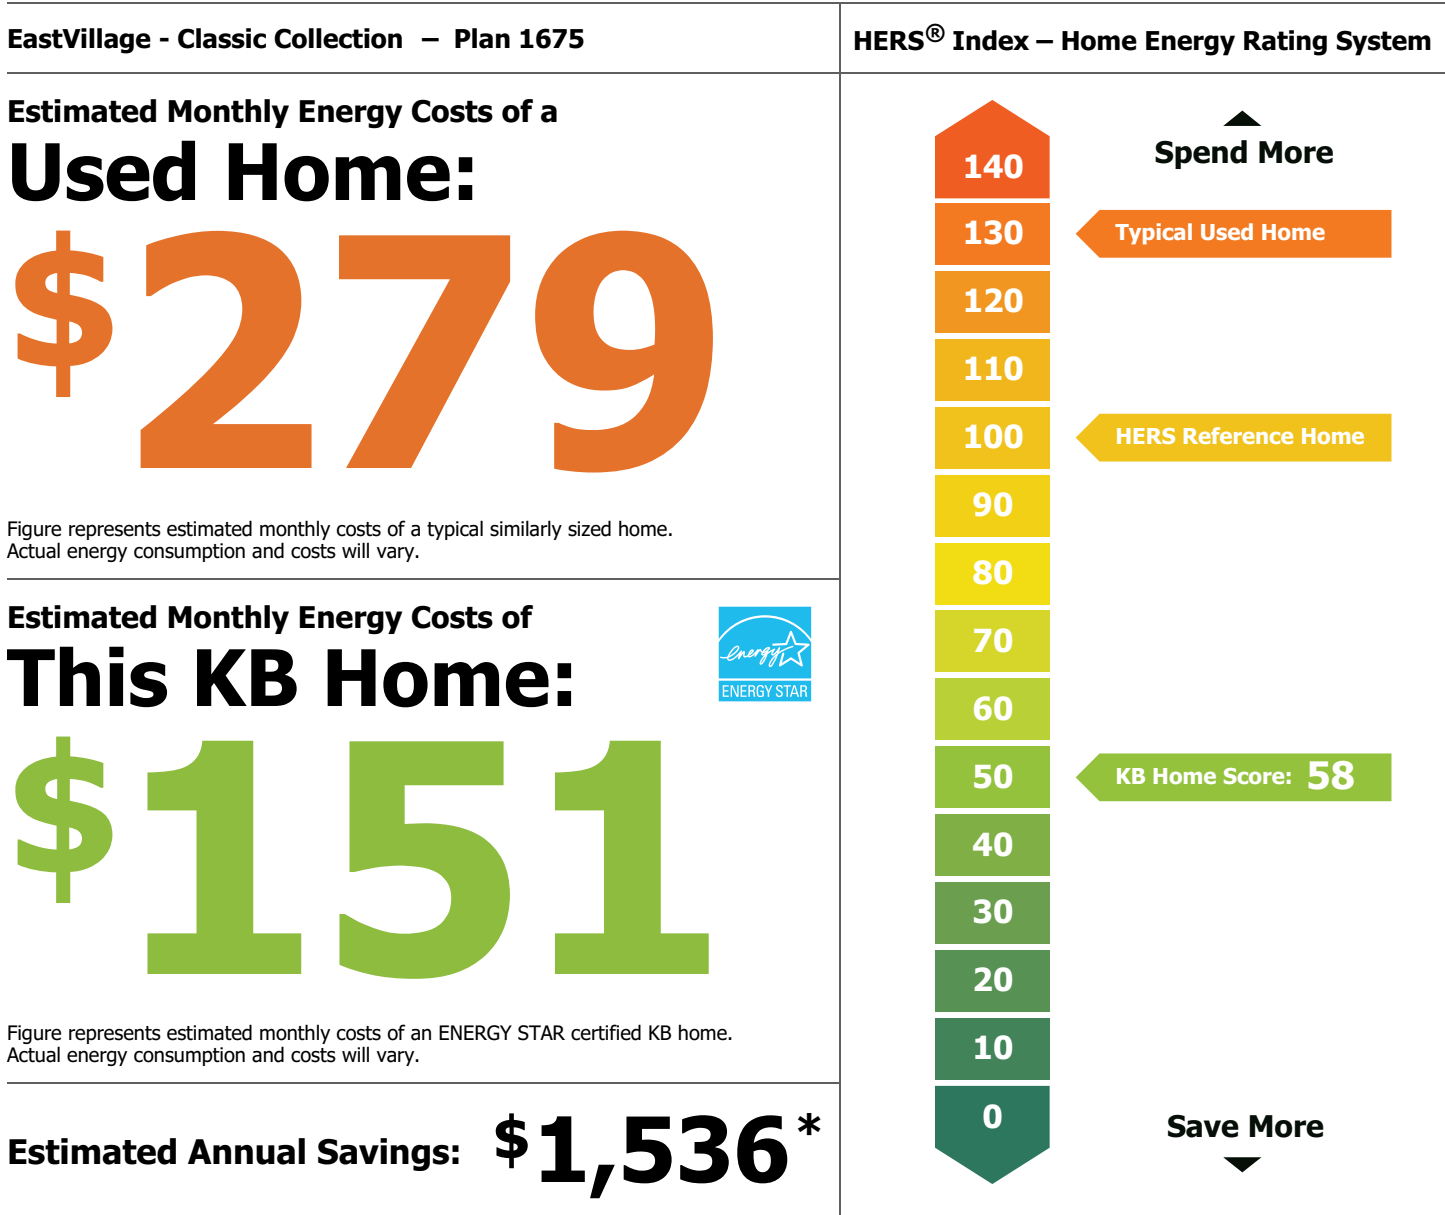 EastVillage - Classic Collection – Plan 1675
Estimated Monthly Energy Costs of a
Used Home:
$279
Figure represents estimated monthly costs of a typical similarly sized home.
Actual energy consumption and costs will vary.
Estimated Monthly Energy Costs of
This KB Home:
energy
ENERGY STAR
$151
Figure represents estimated monthly costs of an ENERGY STAR certified KB home.
Actual energy consumption and costs will vary.
Estimated Annual Savings: $1,536*
HERS® Index – Home Energy Rating System
Spend More
140
130 Typical Used Home
120
110
100 HERS Reference Home
90
80
70
60
50 KB Home Score: 58
40
30
20
10
0
Save More